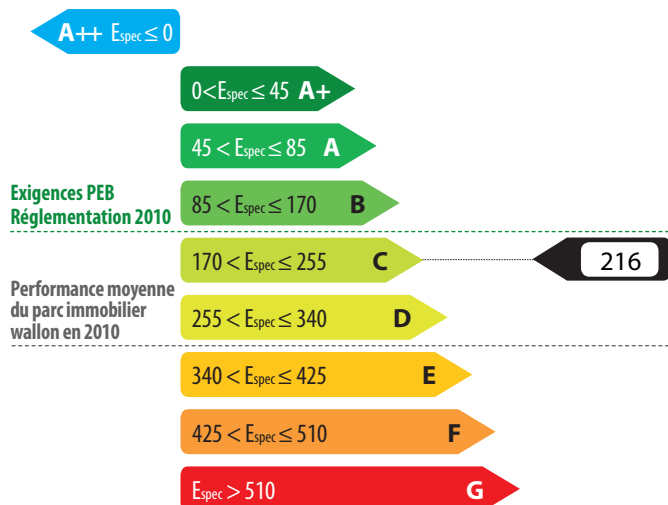 A++ Espec ≤ 0
0<Espec ≤ 45 A+
45 < Espec ≤ 85 A
Exigences PEB
Réglementation 2010
85 < Espec ≤ 170 B
170 < Espec ≤ 255 C
216
Performance moyenne
du parc immobilier
wallon en 2010
255 < Espec ≤ 340 D
340 < Espec ≤ 425 E
425 < Espec ≤ 510 F
Espec > 510 G